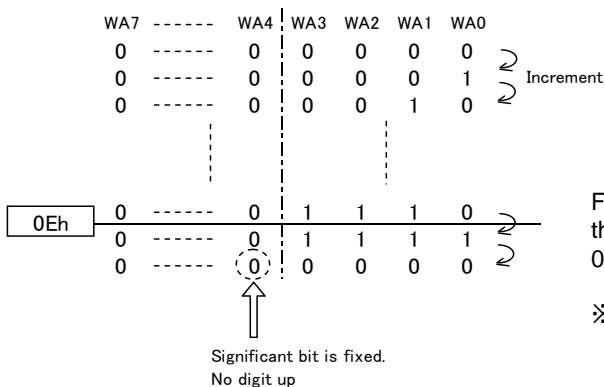 WA7 ------ WA4 WA3 WA2 WA1 WA0
0 ------ 0 0 0 0 0
0 ------ 0 0 0 0 1
Increment
0 ------ 0 0 0 1 0
0 ------ 0 1 1 1 0
0Eh
0 ------ 0 1 1 1 1
0 ------ 0 0 0 0 0
Significant bit is fixed.
No digit up
F
th
0
※